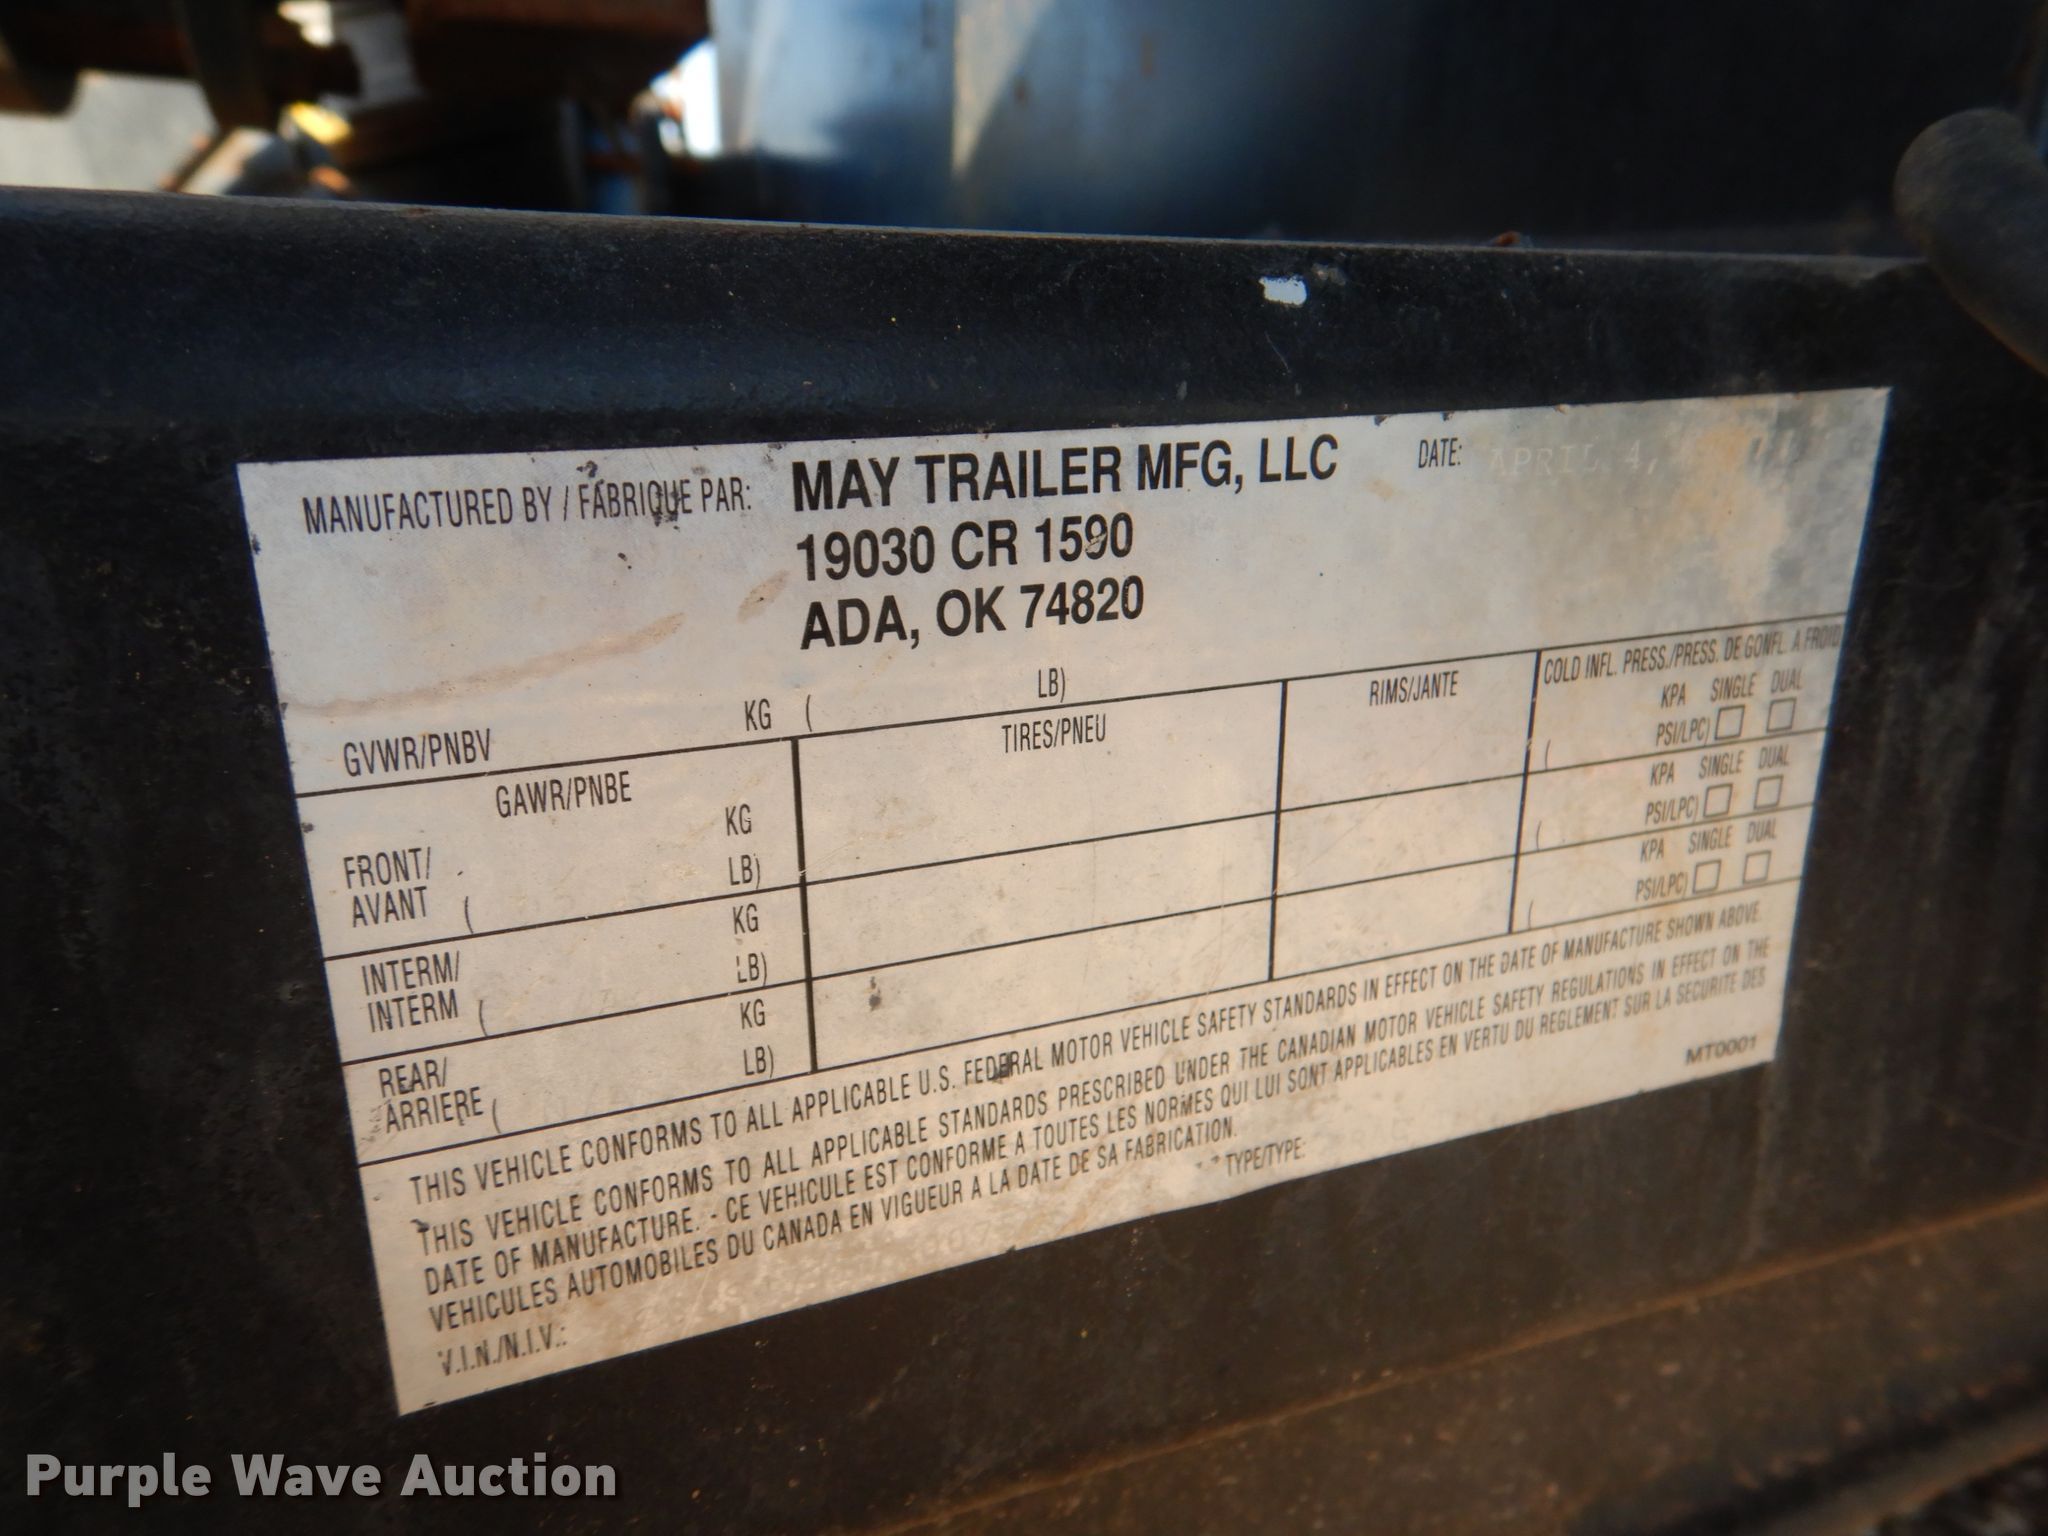 MANUFACTURED BY / FABRIQUE PAR: MAY TRAILER MFG, LLC DATE: APRIL 4,
19030 CR 1590
ADA, OK 74820
GVWR/PNBV KG ( LB)
GAWR/PNBE TIRES/PNEU RIMS/JANTE COLD INFL. PRESS./PRESS. DE GONFL. A FROID
FRONT/ KG KPA SINGLE DUAL
AVANT ( LB) ( PSI/LPC)
INTERM/ KG KPA SINGLE DUAL
INTERM ( LB) ( PSI/LPC)
REAR/ KG KPA SINGLE DUAL
ARRIERE ( LB) ( PSI/LPC)
THIS VEHICLE CONFORMS TO ALL APPLICABLE U.S. FEDERAL MOTOR VEHICLE SAFETY STANDARDS IN EFFECT ON THE DATE OF MANUFACTURE SHOWN ABOVE.
THIS VEHICLE CONFORMS TO ALL APPLICABLE STANDARDS PRESCRIBED UNDER THE CANADIAN MOTOR VEHICLE SAFETY REGULATIONS IN EFFECT ON THE
DATE OF MANUFACTURE. - CE VEHICULE EST CONFORME A TOUTES LES NORMES QUI LUI SONT APPLICABLES EN VERTU DU REGLEMENT SUR LA SECURITE DES
VEHICULES AUTOMOBILES DU CANADA EN VIGUEUR A LA DATE DE SA FABRICATION.
V.I.N./N.I.V.: TYPE/TYPE: MT0001
Purple Wave Auction